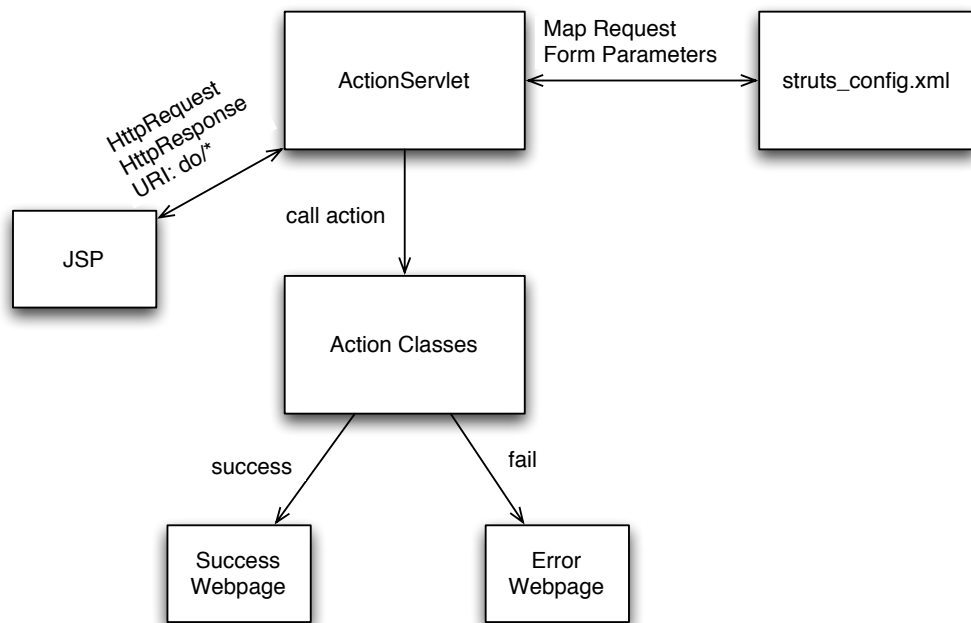 ActionServlet
Map Request
Form Parameters
struts_config.xml
HttpRequest
HttpResponse
URI: do/*
JSP
call action
Action Classes
success
fail
Success
Webpage
Error
Webpage